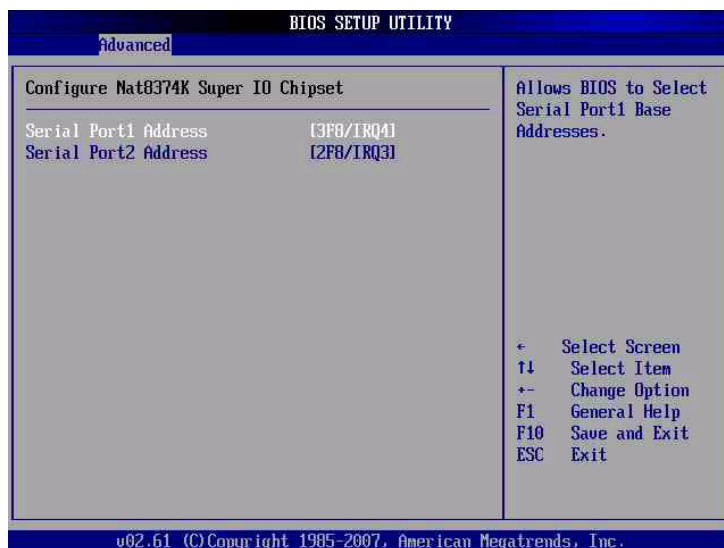 BIOS SETUP UTILITY
Advanced
Configure Nat8374K Super IO Chipset
Serial Port1 Address [3F8/IRQ4]
Serial Port2 Address [2F8/IRQ3]
Allows BIOS to Select
Serial Port1 Base
Addresses.
← Select Screen
↑↓ Select Item
+- Change Option
F1 General Help
F10 Save and Exit
ESC Exit
v02.61 (C)Copyright 1985-2007, American Megatrends, Inc.